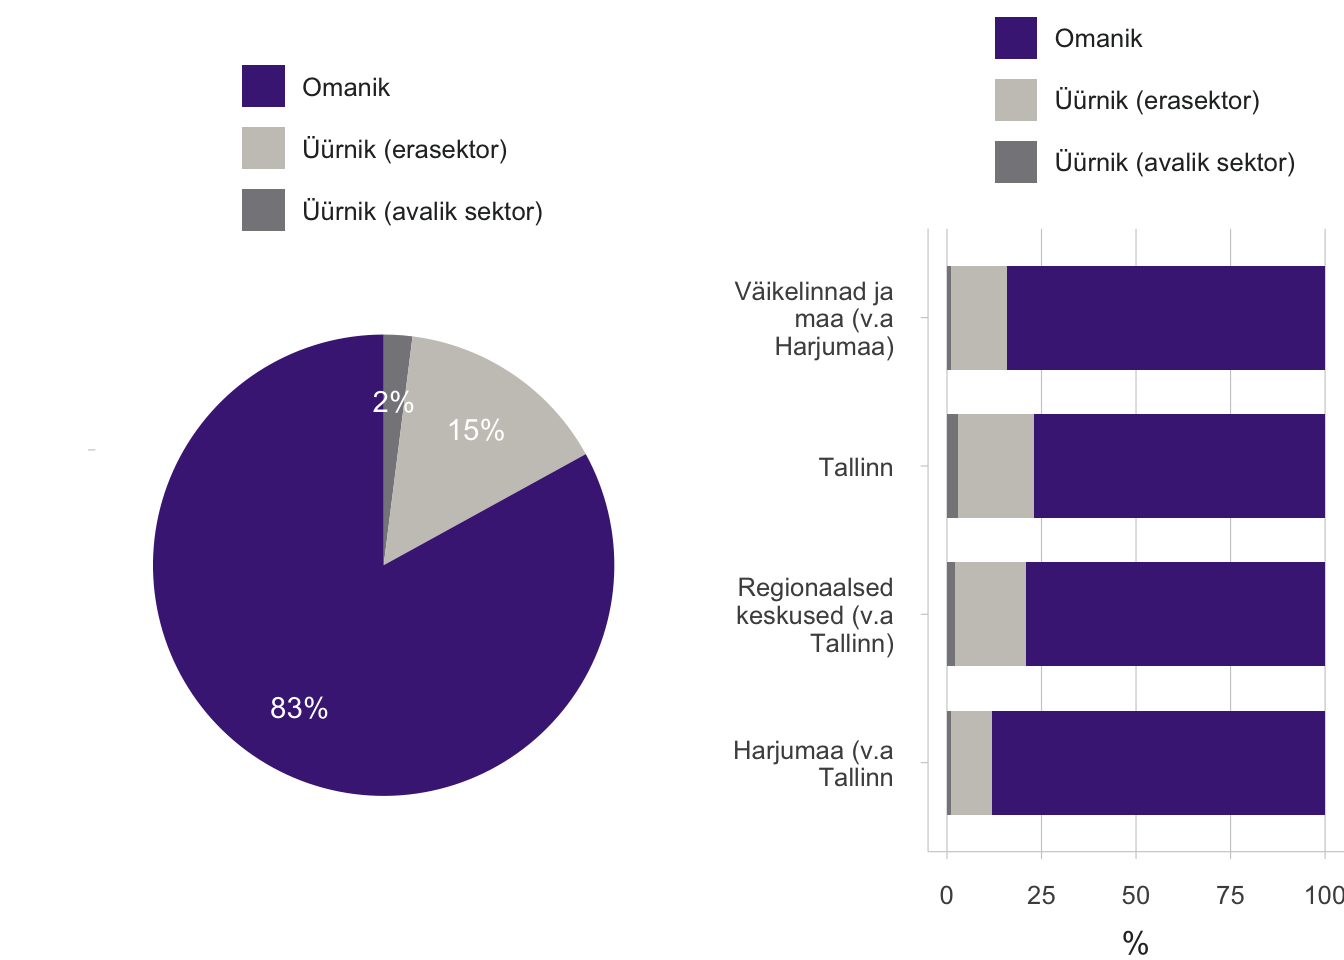 Omanik
Üürnik (erasektor)
Üürnik (avalik sektor)
2%
15%
83%
Omanik
Üürnik (erasektor)
Üürnik (avalik sektor)
Väikelinnad ja
maa (v.a
Harjumaa)
Tallinn
Regionaalsed
keskused (v.a
Tallinn)
Harjumaa (v.a
Tallinn
0 25 50 75 100
%